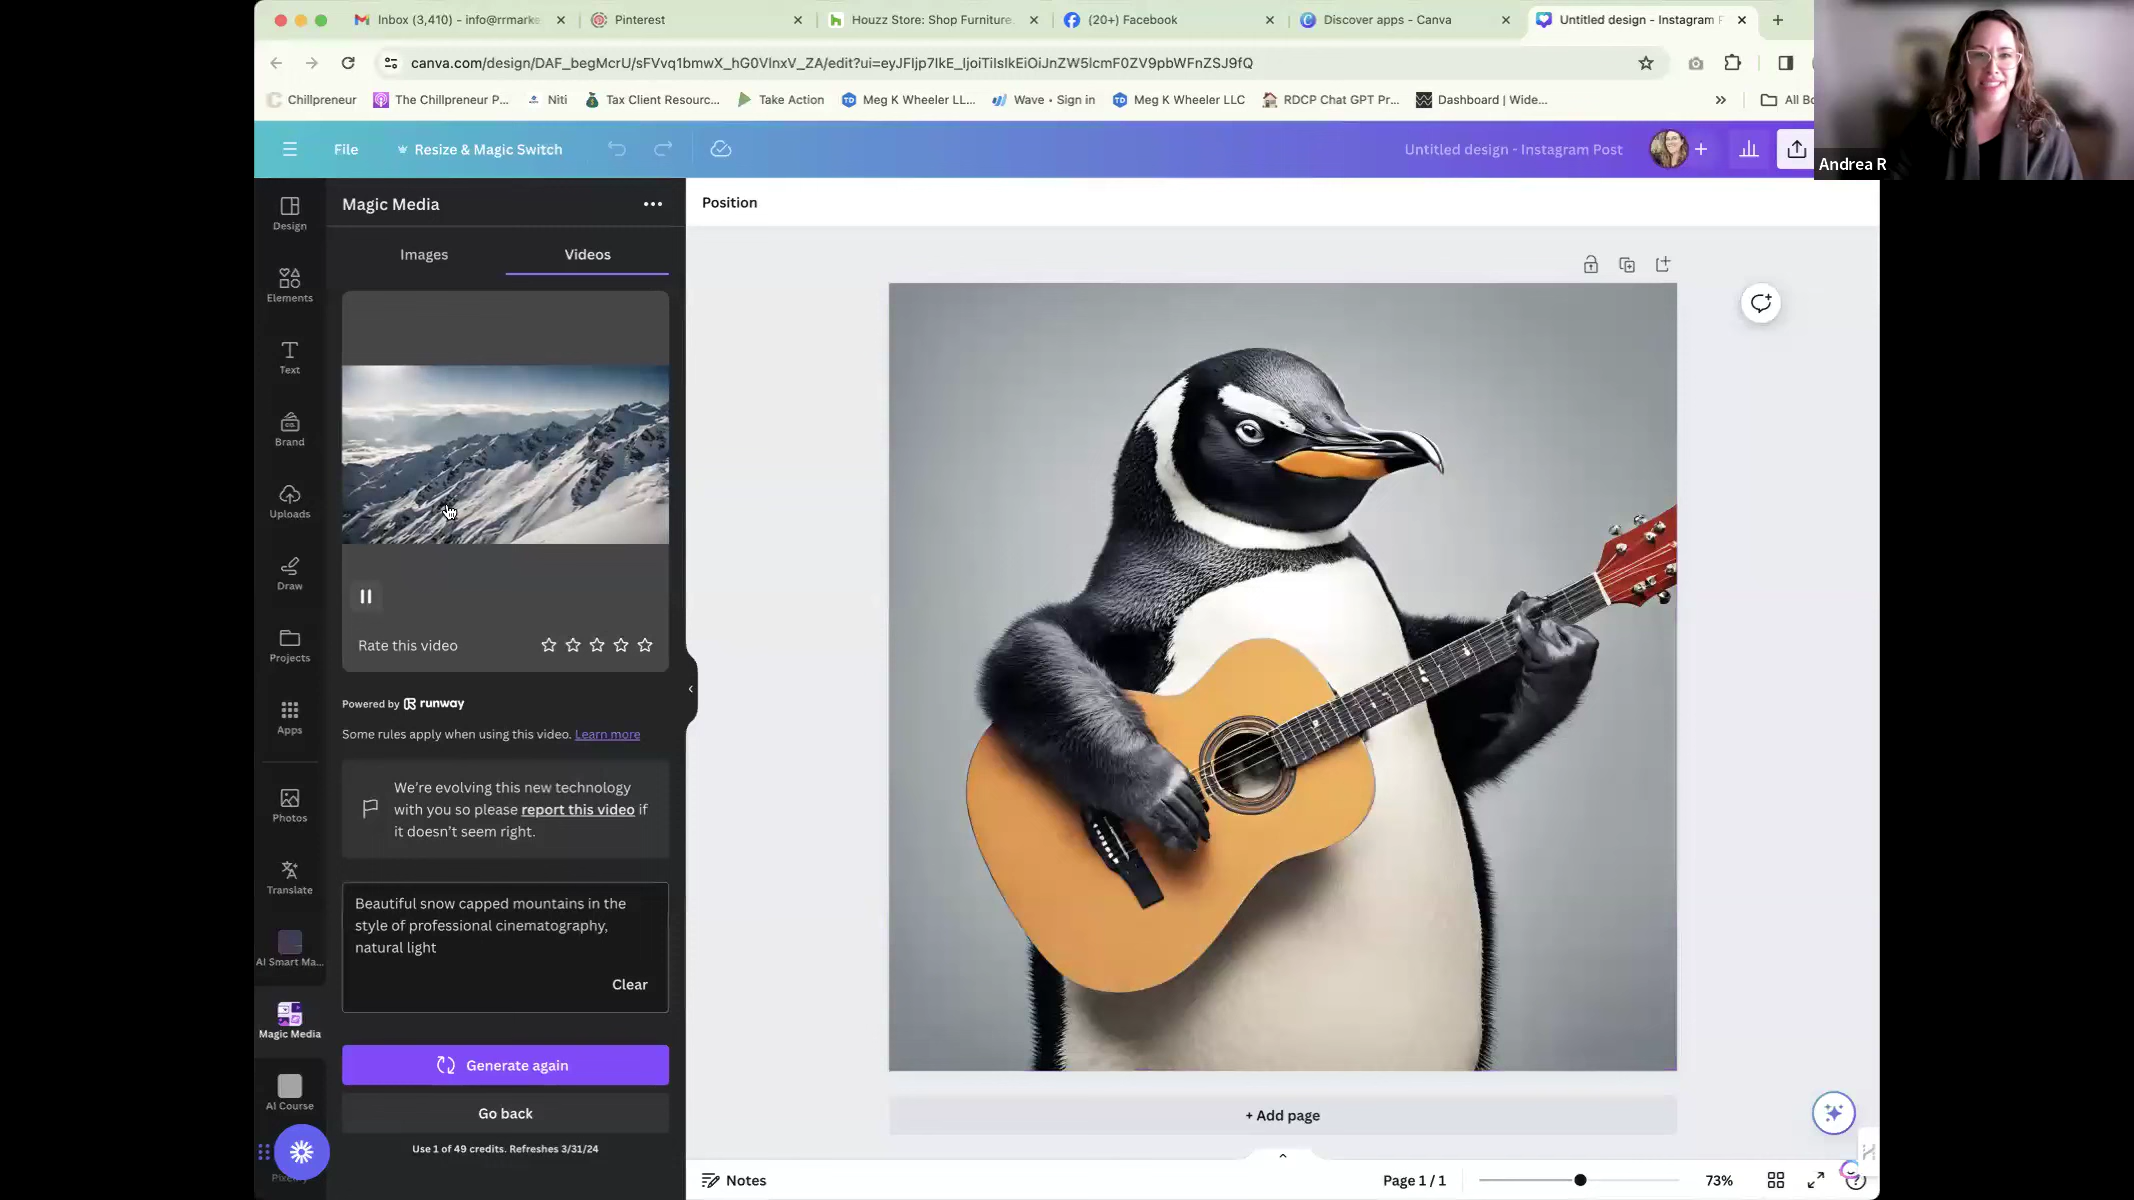 Inbox (3,410) - info@rrmarke
Pinterest
Houzz Store: Shop Furniture
(20+) Facebook
Discover apps - Canva
Untitled design - Instagram P
canva.com/design/DAF_begMcrU/sFVvq1bmwX_hG0VlnxV_ZA/edit?ui=eyJFIjp7IkE_IjoiTiIsIkEiOiJnZW5lcmF0ZV9pbWFnZSJ9fQ
Chillpreneur
The Chillpreneur P...
Niti
Tax Client Resourc...
Take Action
Meg K Wheeler LL...
Wave • Sign in
Meg K Wheeler LLC
RDCP Chat GPT Pr...
Dashboard | Wide...
All Bo
Andrea R
File
Resize & Magic Switch
Untitled design - Instagram Post
Design
Elements
Text
Brand
Uploads
Draw
Projects
Apps
Photos
Translate
AI Smart Ma...
Magic Media
AI Course
Magic Media
Images
Videos
Rate this video
Powered by runway
Some rules apply when using this video. Learn more
We're evolving this new technology
with you so please report this video if
it doesn't seem right.
Beautiful snow capped mountains in the
style of professional cinematography,
natural light
Clear
Generate again
Go back
Use 1 of 49 credits. Refreshes 3/31/24
Position
+ Add page
Notes
Page 1 / 1
73%